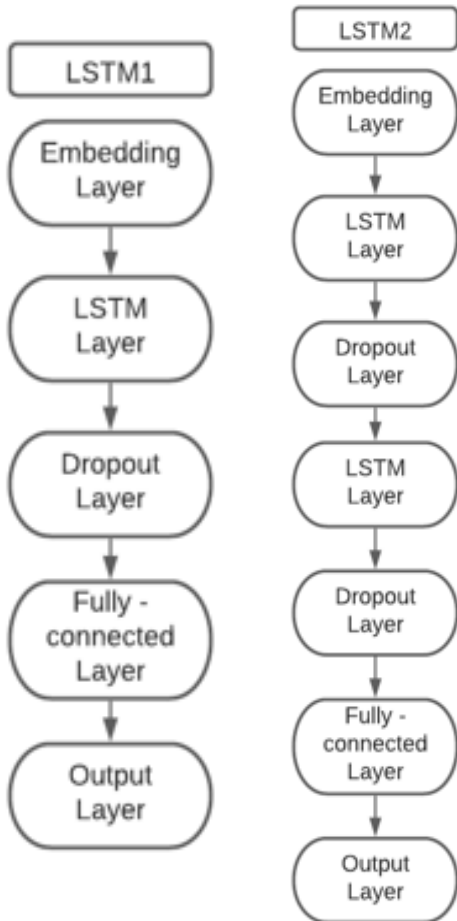 LSTM1
Embedding
Layer
LSTM
Layer
Dropout
Layer
Fully -
connected
Layer
Output
Layer
LSTM2
Embedding
Layer
LSTM
Layer
Dropout
Layer
LSTM
Layer
Dropout
Layer
Fully -
connected
Layer
Output
Layer